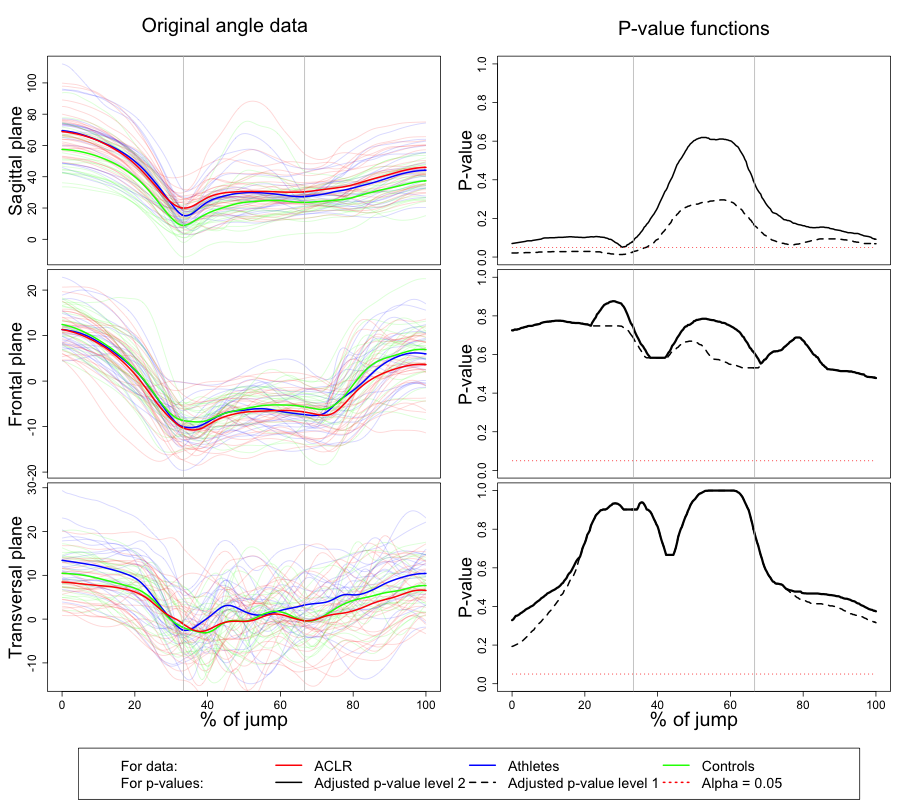 Original angle data
P-value functions
Sagittal plane
0 20 40 60 80 100
P-value
0.0 0.2 0.4 0.6 0.8 1.0
Frontal plane
-20 -10 0 10 20
P-value
0.0 0.2 0.4 0.6 0.8 1.0
Transversal plane
-10 0 10 20 30
P-value
0.0 0.2 0.4 0.6 0.8 1.0
0 20 40 60 80 100
% of jump
0 20 40 60 80 100
% of jump
For data: ACLR Athletes Controls
For p-values: Adjusted p-value level 2 Adjusted p-value level 1 Alpha = 0.05